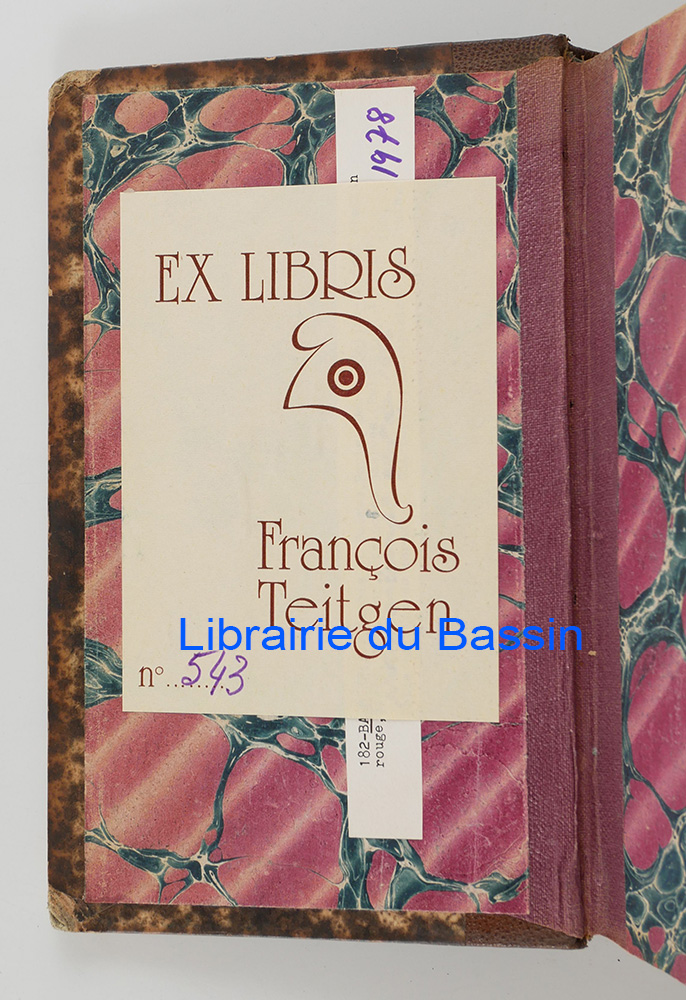 1978
EX LIBRIS
François
Teitgen
Librairie du Bassin
n°........543
182-BA
rouge,